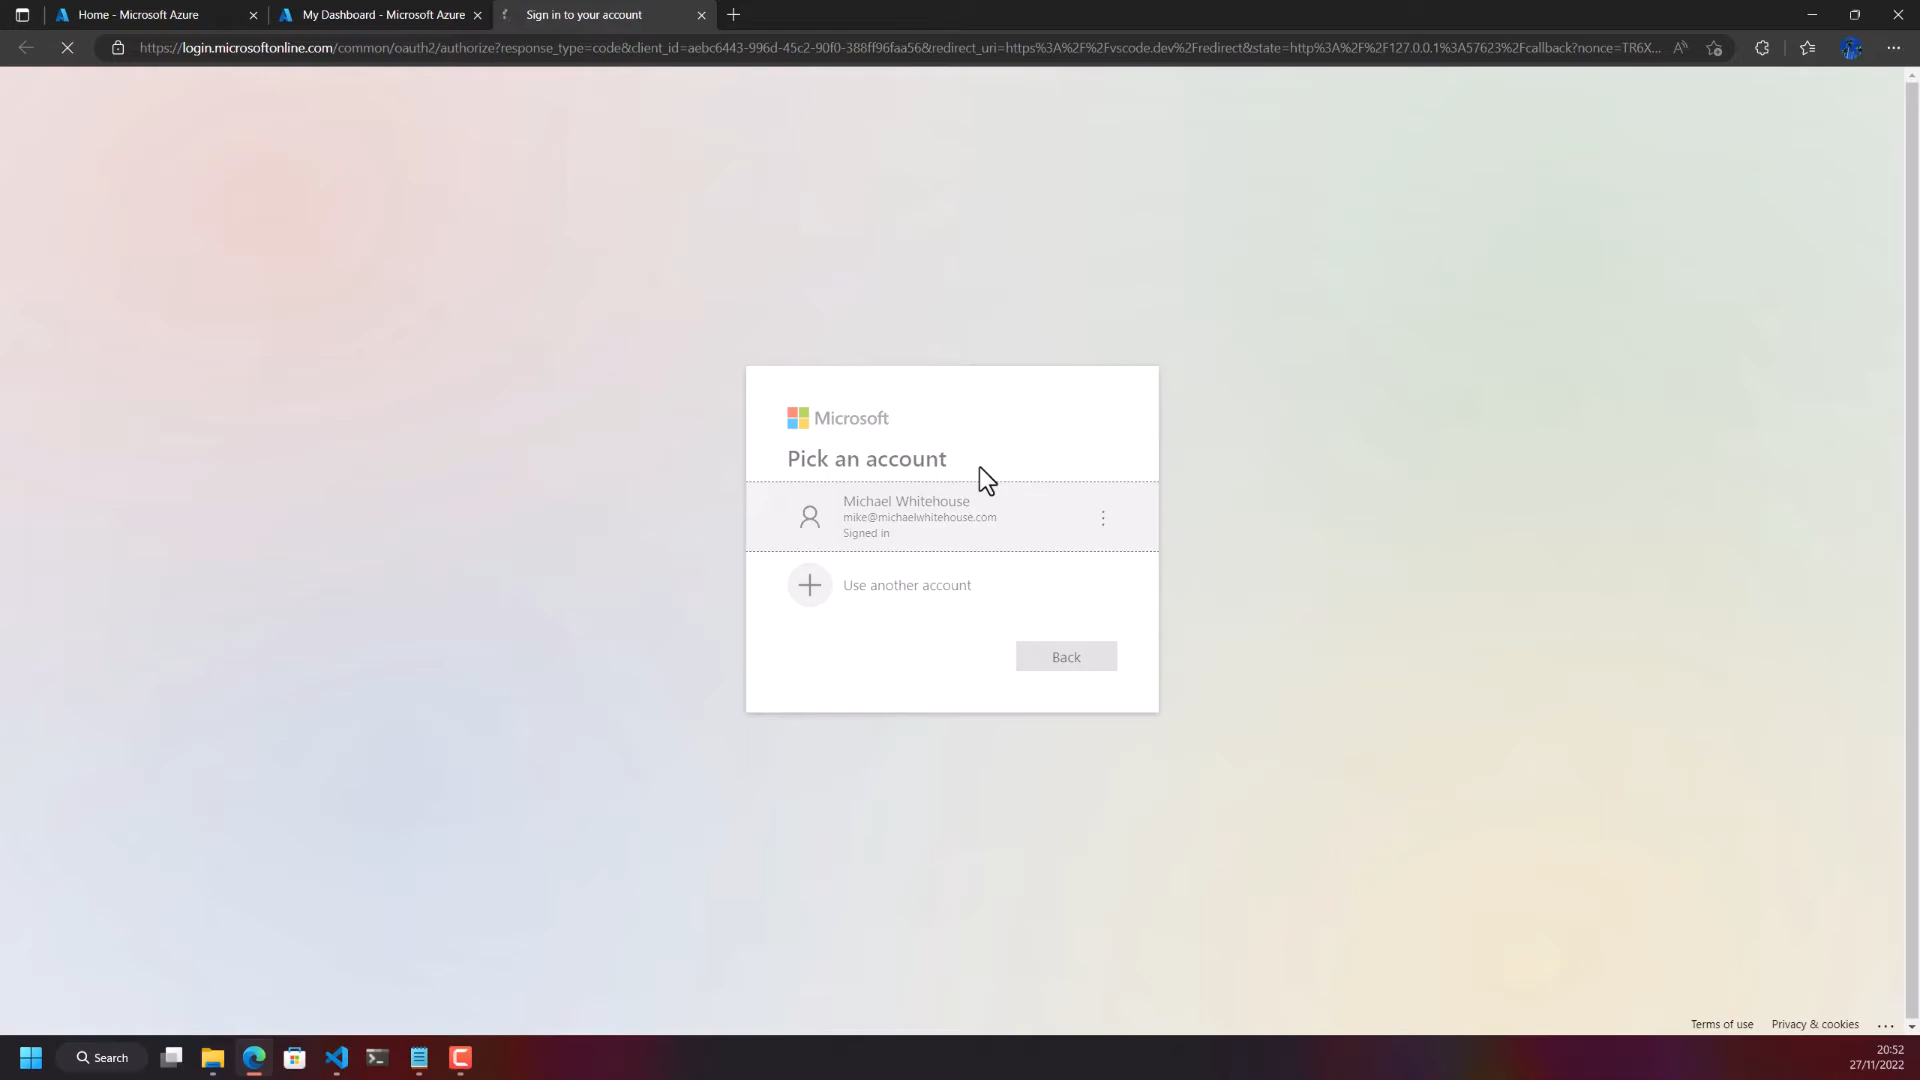 Home - Microsoft Azure
My Dashboard - Microsoft Azure
Sign in to your account
https://login.microsoftonline.com/common/oauth2/authorize?response_type=code&client_id=aebc6443-996d-45c2-90f0-388ff96faa56&redirect_uri=https%3A%2F%2Fvscode.dev%2Fredirect&state=http%3A%2F%2F127.0.0.1%3A57623%2Fcallback?nonce=TR6X...
Microsoft
Pick an account
Michael Whitehouse
mike@michaelwhitehouse.com
Signed in
Use another account
Back
Terms of use
Privacy & cookies
...
Search
20:52
27/11/2022